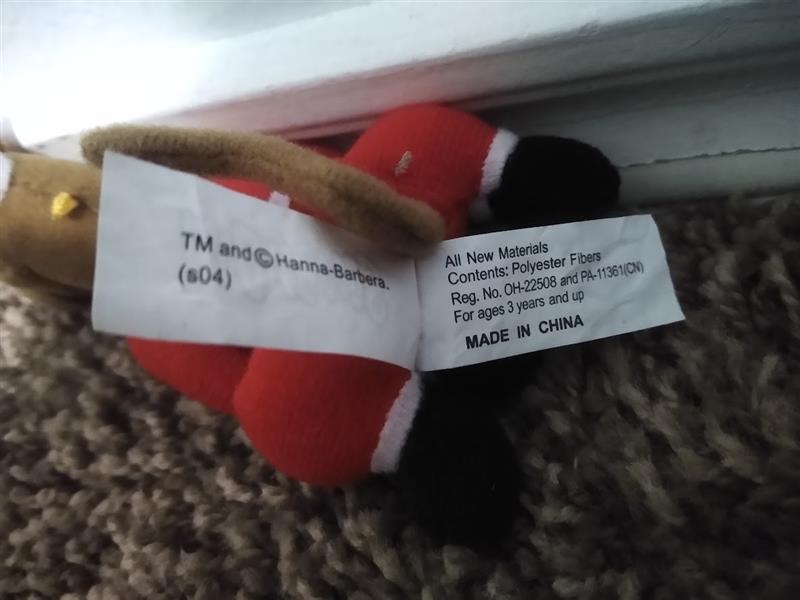 TM and © Hanna-Barbera.
(s04)
All New Materials
Contents: Polyester Fibers
Reg. No. OH-22508 and PA-11361(CN)
For ages 3 years and up
MADE IN CHINA